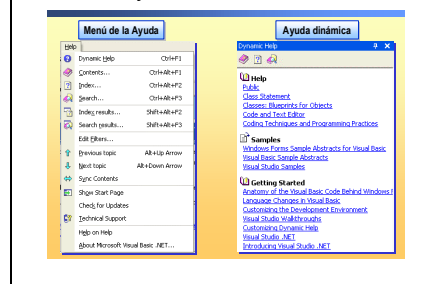 Menú de la Ayuda
Help
Dynamic Help Ctrl+F1
Contents... Ctrl+Alt+F1
Index... Ctrl+Alt+F2
Search... Ctrl+Alt+F3
Index results... Shift+Alt+F2
Search results... Shift+Alt+F3
Edit Filters...
Previous topic Alt+Up Arrow
Next topic Alt+Down Arrow
Sync Contents
Show Start Page
Check for Updates
Technical Support
Help on Help
About Microsoft Visual Basic .NET...
Ayuda dinámica
Dynamic Help
Help
Public
Class Statement
Classes: Blueprints for Objects
Code and Text Editor
Coding Techniques and Programming Practices
Samples
Windows Forms Sample Abstracts for Visual Basic
Visual Basic Sample Abstracts
Visual Studio Samples
Getting Started
Anatomy of the Visual Basic Code Behind Windows F
Language Changes in Visual Basic
Customizing the Development Environment
Visual Studio Walkthroughs
Customizing Dynamic Help
Visual Studio .NET
Introducing Visual Studio .NET